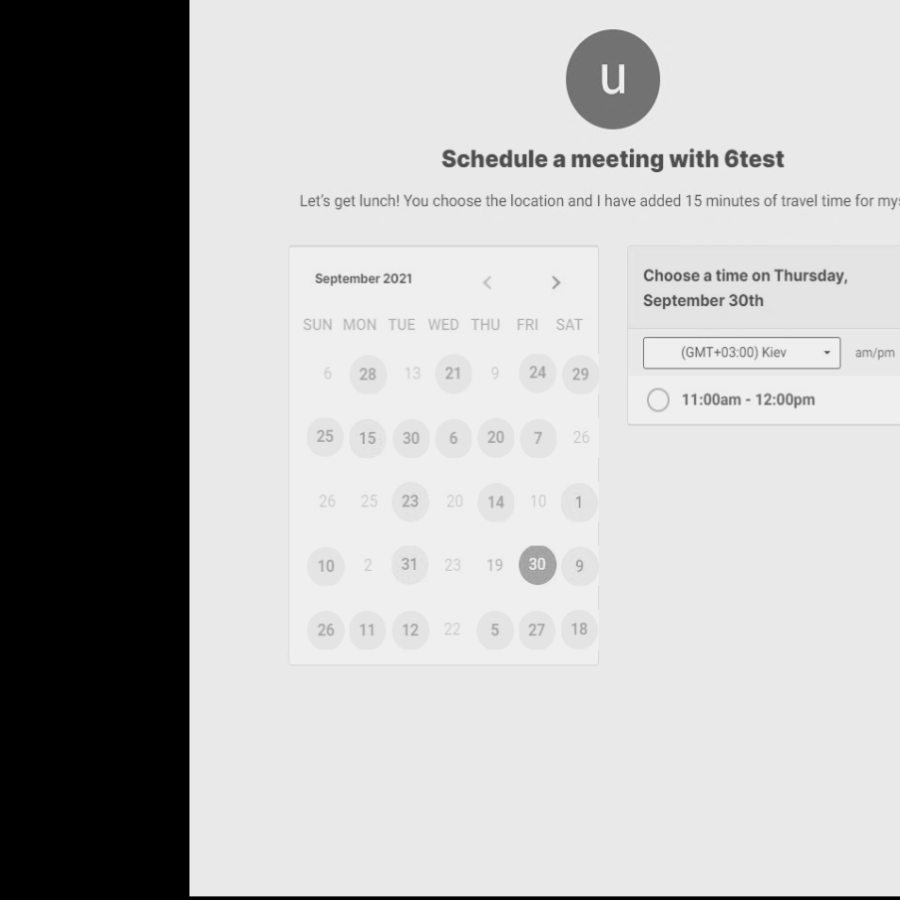 u
Schedule a meeting with 6test
Let's get lunch! You choose the location and I have added 15 minutes of travel time for
September 2021
SUN MON TUE WED THU FRI SAT
6 28 13 21 9 24 29
25 15 30 6 20 7 26
26 25 23 20 14 10 1
10 2 31 23 19 30 9
26 11 12 22 5 27 18
Choose a time on Thursday,
September 30th
(GMT+03:00) Kiev am/pm
11:00am - 12:00pm